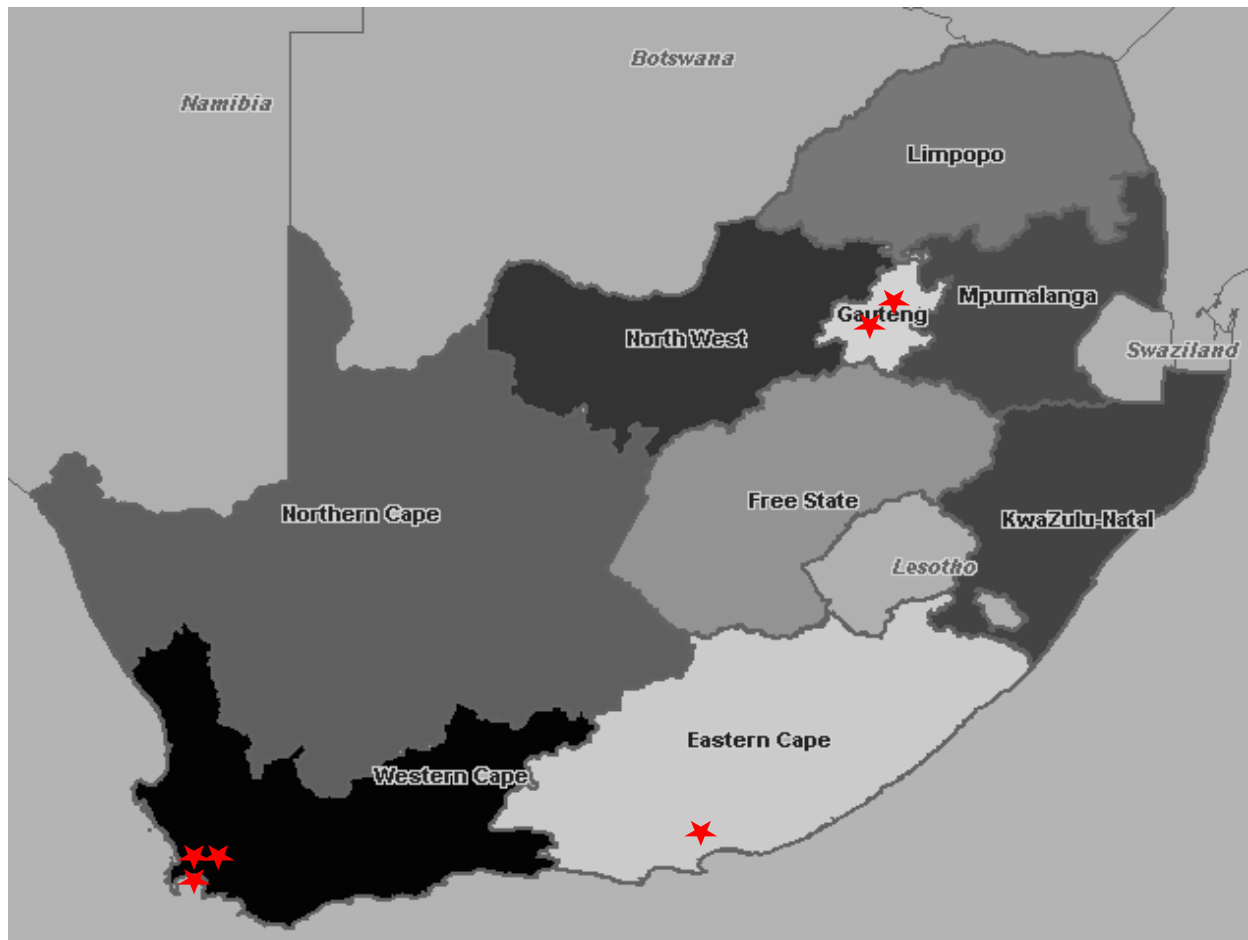 Botswana
Namibia
Limpopo
Mpumalanga
Gauteng
North West
Swaziland
Northern Cape
Free State
KwaZulu-Natal
Lesotho
Eastern Cape
Western Cape